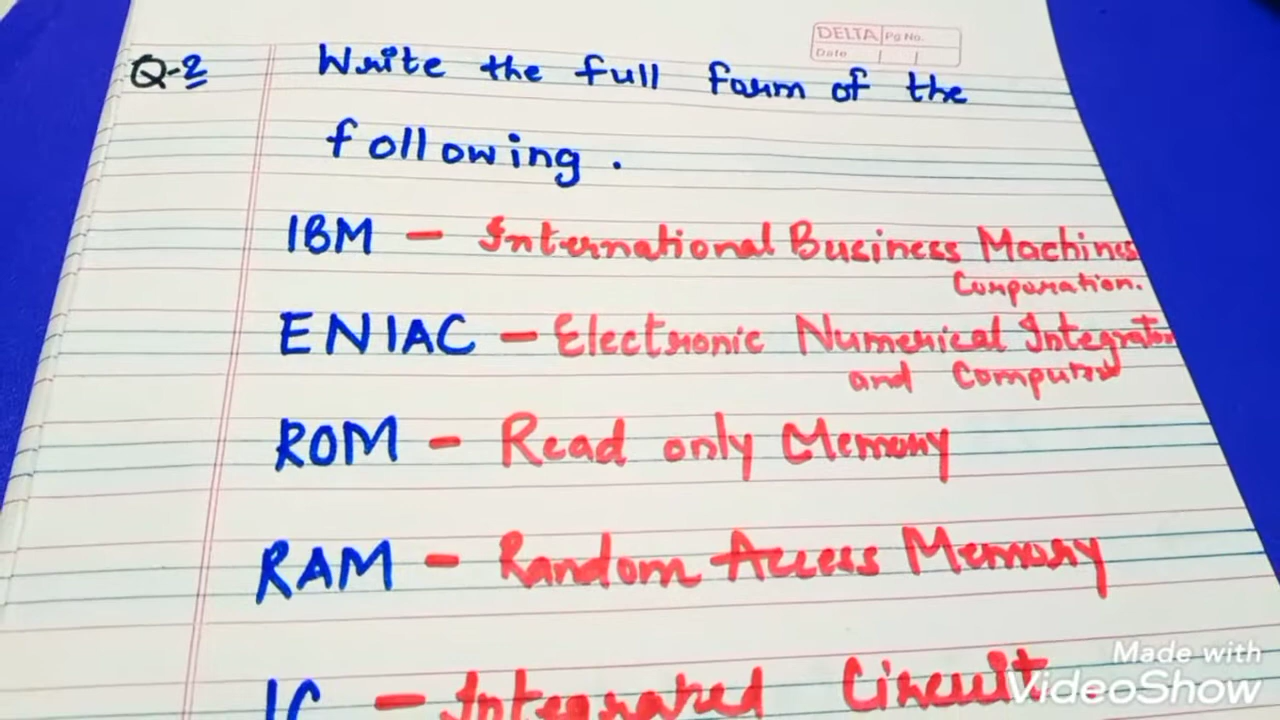 DELTA Pg No.
Date
Q-2 Write the full form of the
following.
IBM - International Business Machines
Corporation.
ENIAC - Electronic Numerical Integrator
and Computer
ROM - Read only Memory
RAM - Random Access Memory
IC - Integrated Circuit
Made with
VideoShow